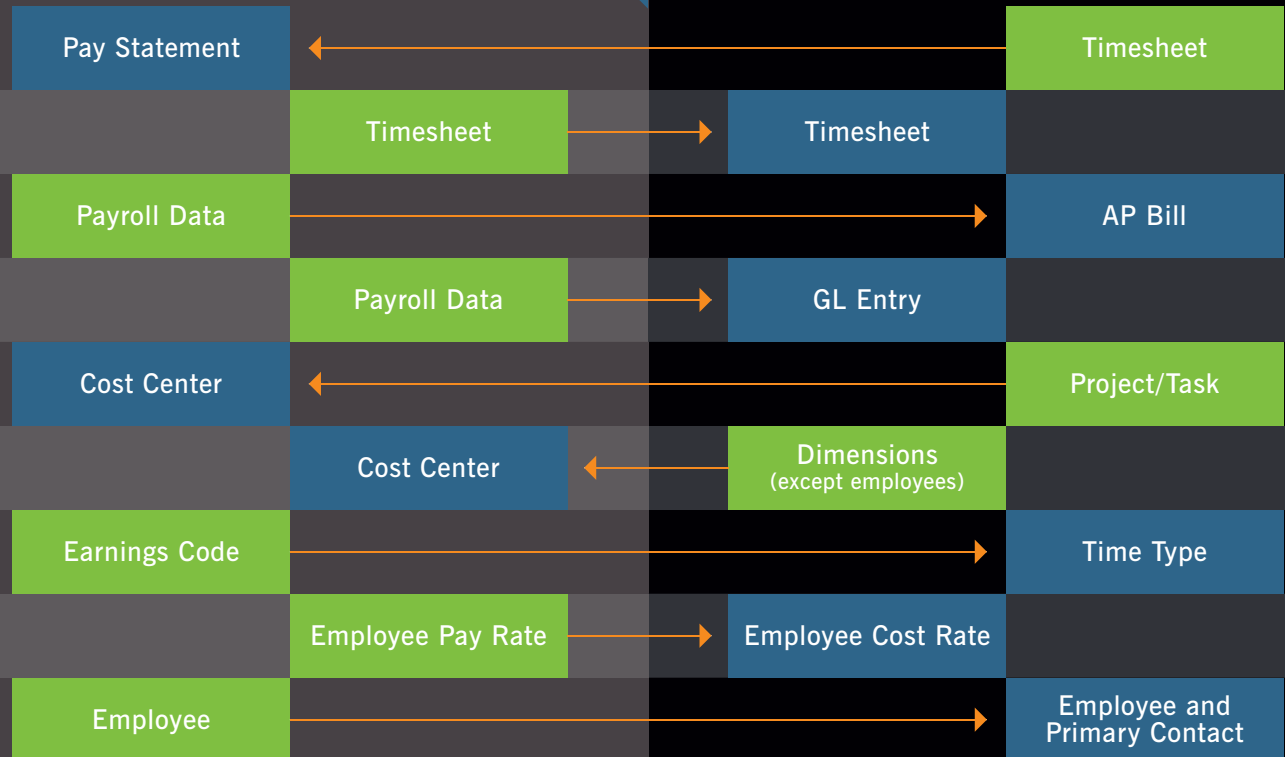 Pay Statement
Timesheet
Timesheet
Timesheet
Payroll Data
AP Bill
Payroll Data
GL Entry
Cost Center
Project/Task
Cost Center
Dimensions
(except employees)
Earnings Code
Time Type
Employee Pay Rate
Employee Cost Rate
Employee
Employee and
Primary Contact